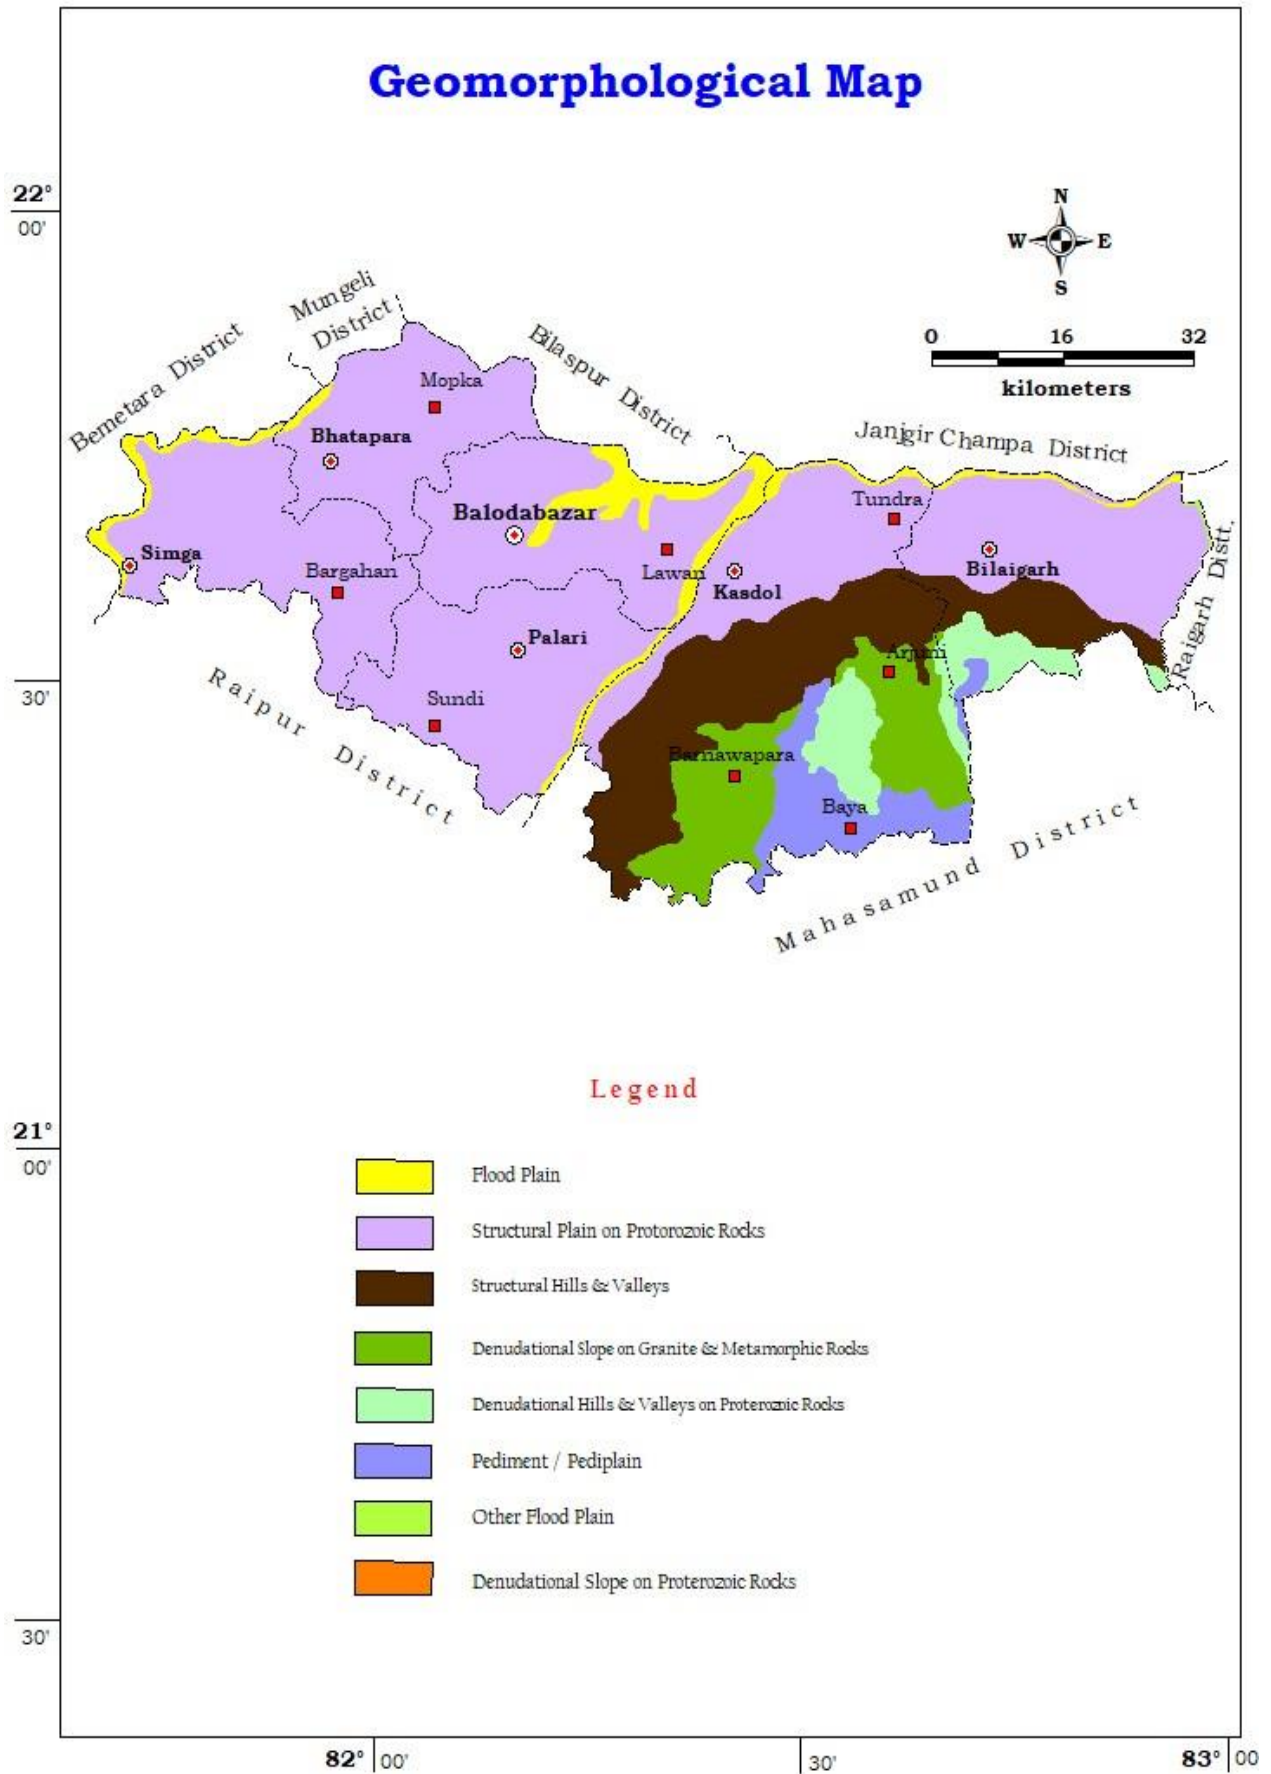 Geomorphological Map
22°
00'
N
W E
S
Mungeli
District
Bemetara District
Bilaspur District
0 16 32
kilometers
Mopka
Bhatapara
Janjgir Champa District
Tundra
Balodabazar
Simga
Bargahan
Lawan
Kasdol
Bilaigarh
Raigarh Distt.
Palari
Arjuni
30'
Raipur District
Sundi
Barnawapara
Baya
Mahasamund District
Legend
21°
00'
Flood Plain
Structural Plain on Protorozoic Rocks
Structural Hills & Valleys
Denudational Slope on Granite & Metamorphic Rocks
Denudational Hills & Valleys on Proterozoic Rocks
Pediment / Pediplain
Other Flood Plain
Denudational Slope on Proterozoic Rocks
30'
82° 00' 30' 83° 00